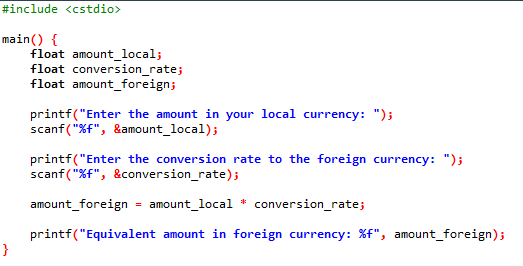 #include <cstdio>
main() {
float amount_local;
float conversion_rate;
float amount_foreign;
printf("Enter the amount in your local currency: ");
scanf("%f", &amount_local);
printf("Enter the conversion rate to the foreign currency: ");
scanf("%f", &conversion_rate);
amount_foreign = amount_local * conversion_rate;
printf("Equivalent amount in foreign currency: %f", amount_foreign);
}